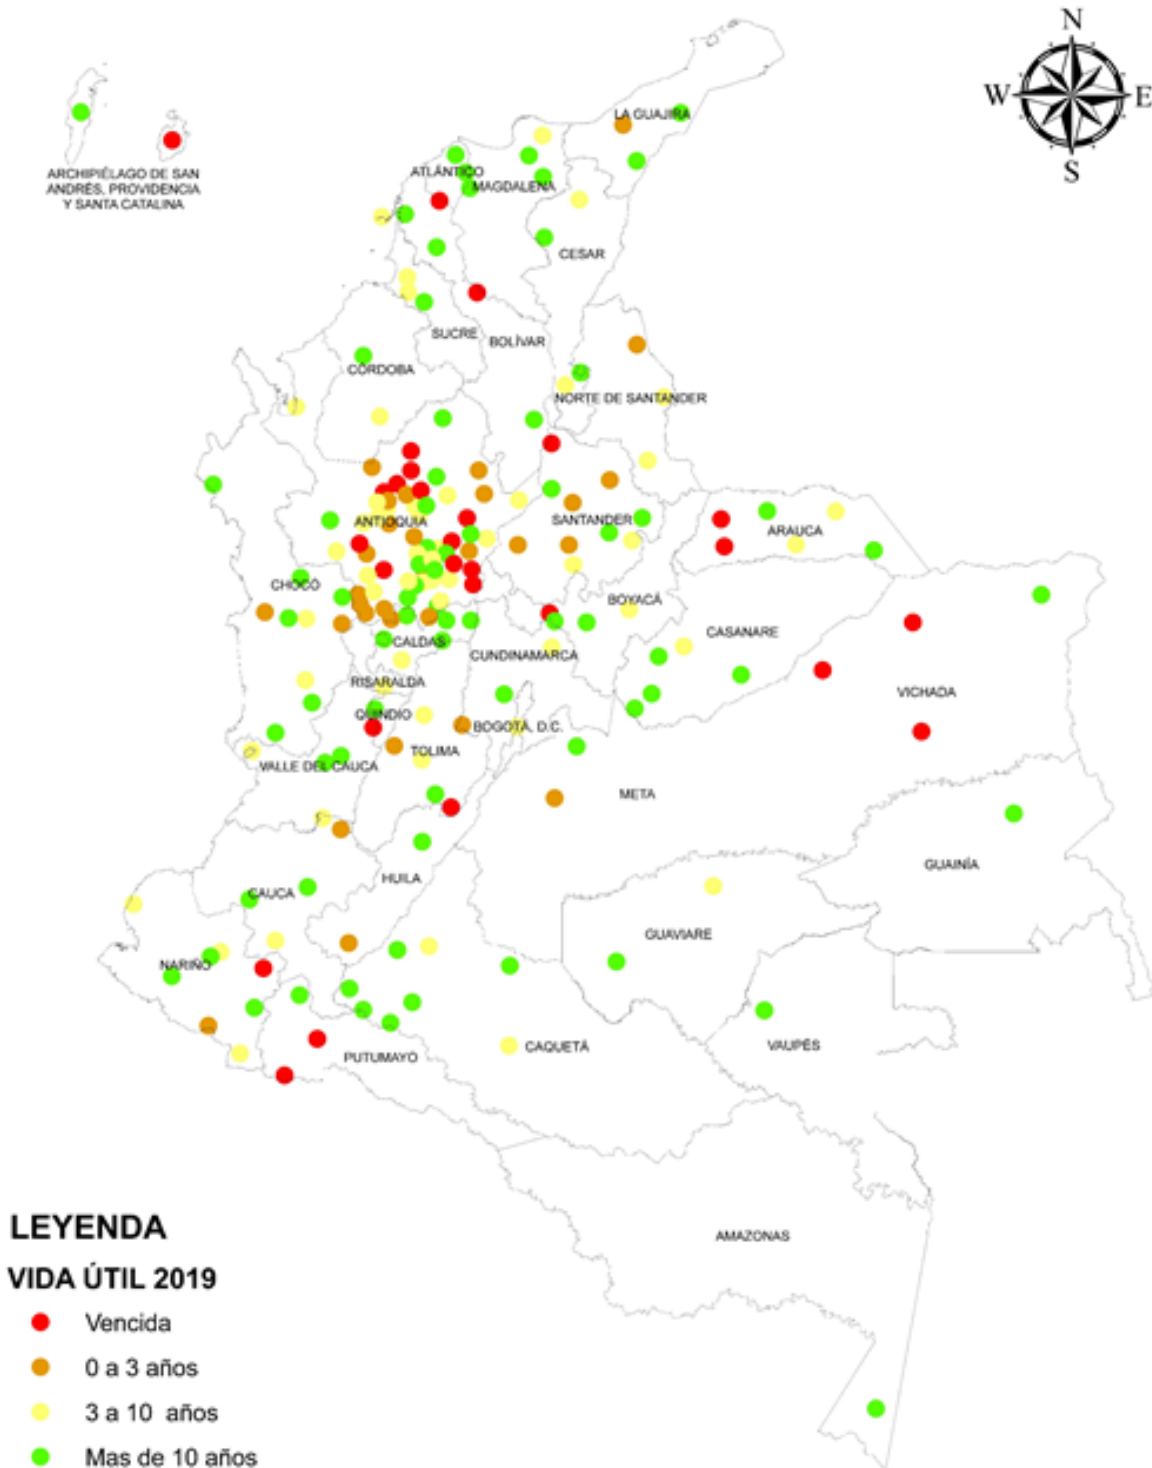 N
W E
S
LA GUAJIRA
ARCHIPIÉLAGO DE SAN
ANDRÉS, PROVIDENCIA
Y SANTA CATALINA
ATLÁNTICO
MAGDALENA
CESAR
SUCRE
BOLÍVAR
CÓRDOBA
NORTE DE SANTANDER
ANTIOQUIA
SANTANDER
ARAUCA
CHOCÓ
BOYACÁ
CASANARE
CALDAS
CUNDINAMARCA
RISARALDA
VICHADA
QUINDIO
BOGOTÁ, D.C.
TOLIMA
VALLE DEL CAUCA
META
GUAINÍA
HUILA
CAUCA
GUAVIARE
NARIÑO
VAUPÉS
CAQUETÁ
PUTUMAYO
AMAZONAS
LEYENDA
VIDA ÚTIL 2019
Vencida
0 a 3 años
3 a 10 años
Mas de 10 años